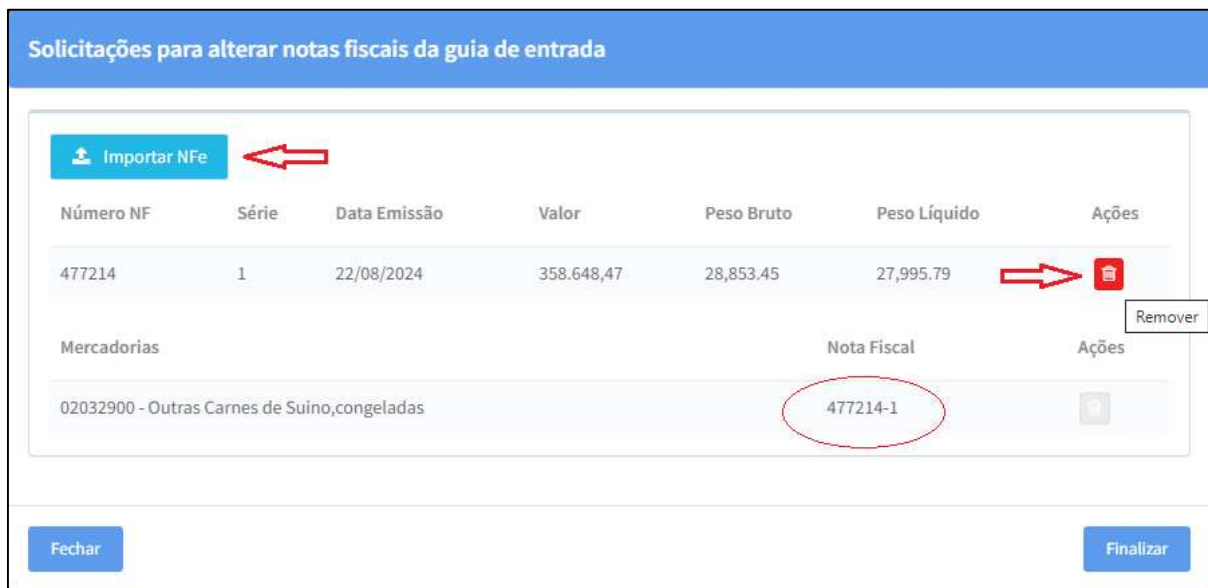 Solicitações para alterar notas fiscais da guia de entrada
Importar NFe
Número NF Série Data Emissão Valor Peso Bruto Peso Líquido Ações
477214 1 22/08/2024 358.648,47 28,853.45 27,995.79
Remover
Mercadorias Nota Fiscal Ações
02032900 - Outras Carnes de Suino,congeladas 477214-1
Fechar Finalizar